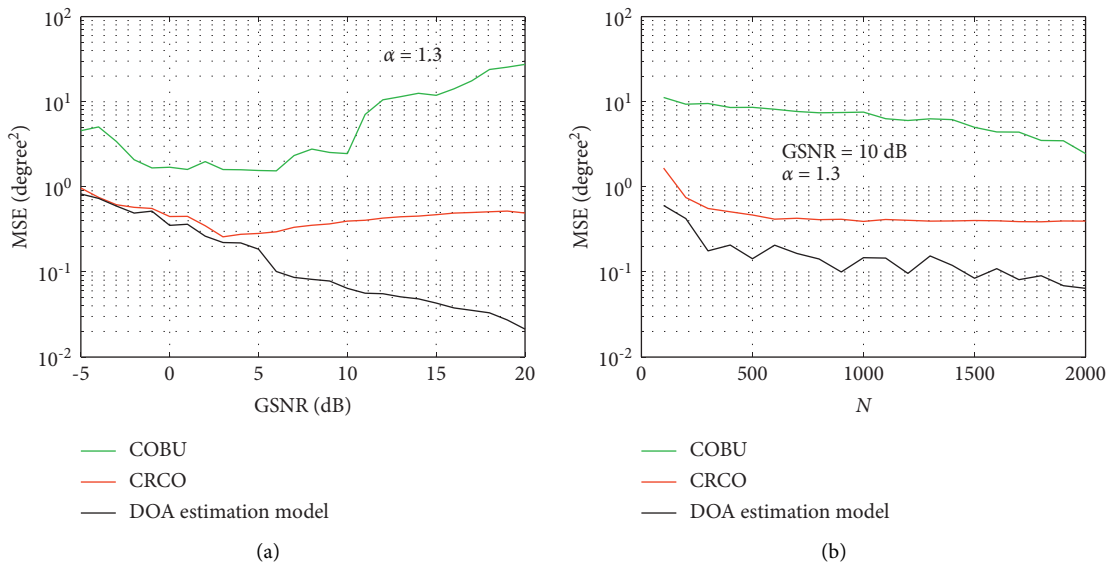 10²
10¹
10⁰
10⁻¹
10⁻²
MSE (degree²)
α = 1.3
-5 0 5 10 15 20
GSNR (dB)
COBU
CRCO
DOA estimation model
(a)
10²
10¹
10⁰
10⁻¹
10⁻²
MSE (degree²)
GSNR = 10 dB
α = 1.3
0 500 1000 1500 2000
N
COBU
CRCO
DOA estimation model
(b)